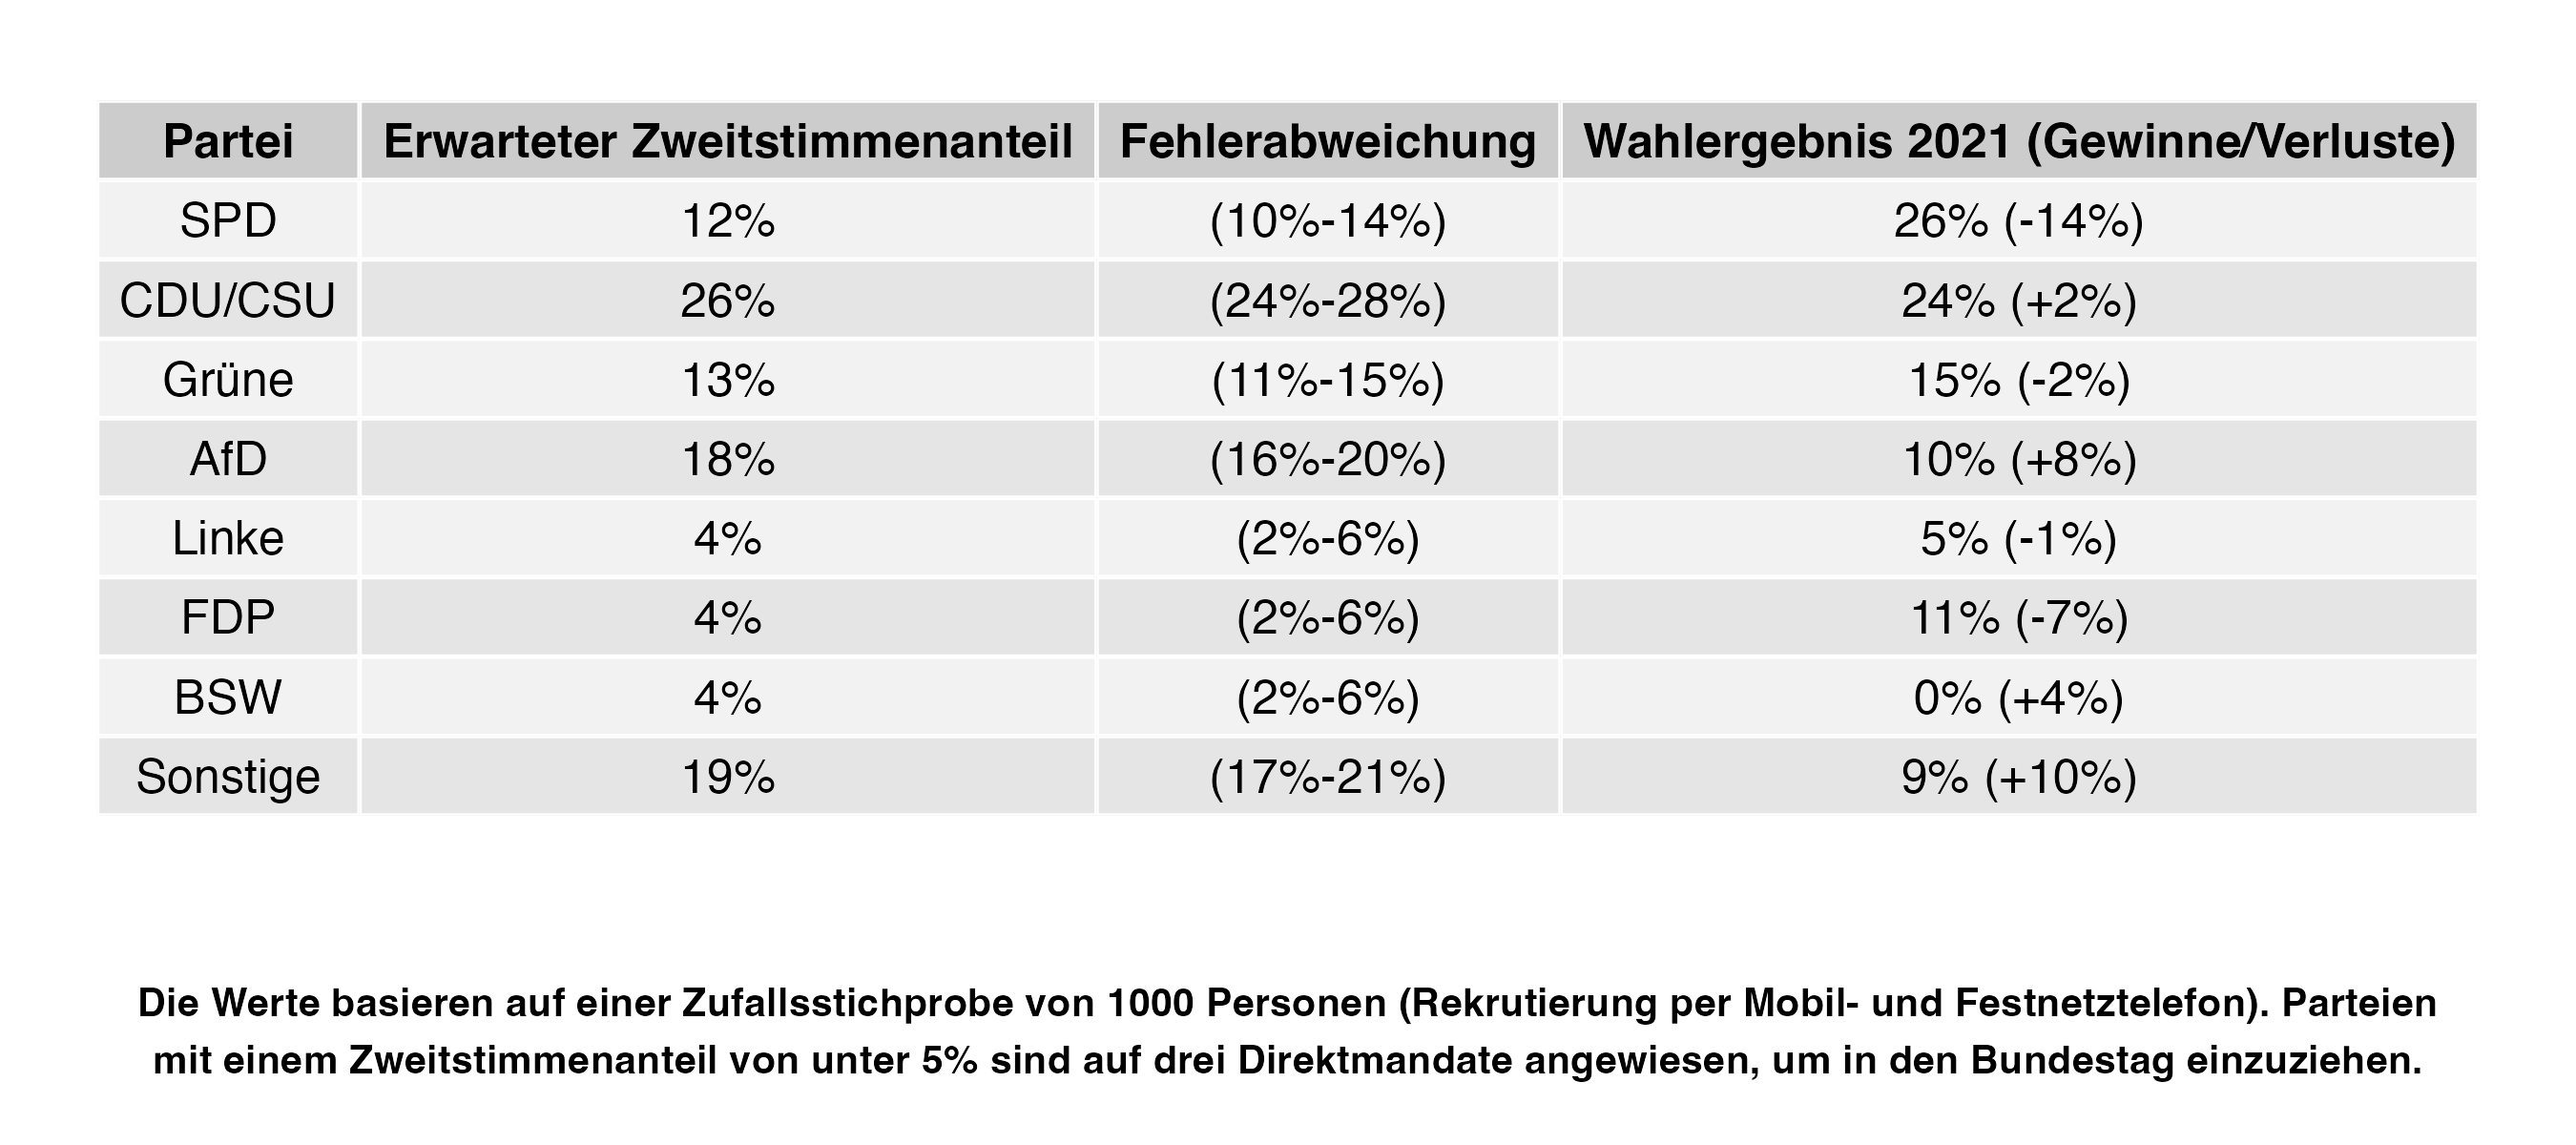 Partei Erwarteter Zweitstimmenanteil Fehlerabweichung Wahlergebnis 2021 (Gewinne/Verluste)
SPD 12% (10%-14%) 26% (-14%)
CDU/CSU 26% (24%-28%) 24% (+2%)
Grüne 13% (11%-15%) 15% (-2%)
AfD 18% (16%-20%) 10% (+8%)
Linke 4% (2%-6%) 5% (-1%)
FDP 4% (2%-6%) 11% (-7%)
BSW 4% (2%-6%) 0% (+4%)
Sonstige 19% (17%-21%) 9% (+10%)
Die Werte basieren auf einer Zufallsstichprobe von 1000 Personen (Rekrutierung per Mobil- und Festnetztelefon). Parteien
mit einem Zweitstimmenanteil von unter 5% sind auf drei Direktmandate angewiesen, um in den Bundestag einzuziehen.